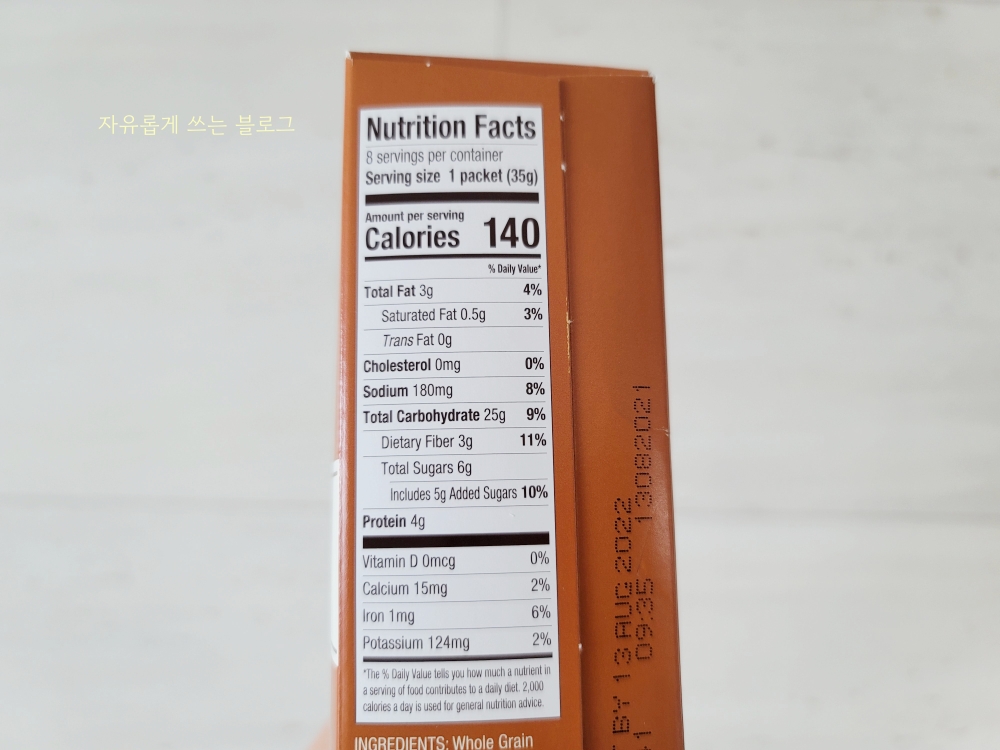 자유롭게 쓰는 블로그
Nutrition Facts
8 servings per container
Serving size 1 packet (35g)
Amount per serving
Calories 140
% Daily Value*
Total Fat 3g 4%
Saturated Fat 0.5g 3%
Trans Fat 0g
Cholesterol 0mg 0%
Sodium 180mg 8%
Total Carbohydrate 25g 9%
Dietary Fiber 3g 11%
Total Sugars 6g
Includes 5g Added Sugars 10%
Protein 4g
Vitamin D 0mcg 0%
Calcium 15mg 2%
Iron 1mg 6%
Potassium 124mg 2%
*The % Daily Value tells you how much a nutrient in
a serving of food contributes to a daily diet. 2,000
calories a day is used for general nutrition advice.
INGREDIENTS: Whole Grain
BY 13 AUG 2022
09:35 13082021